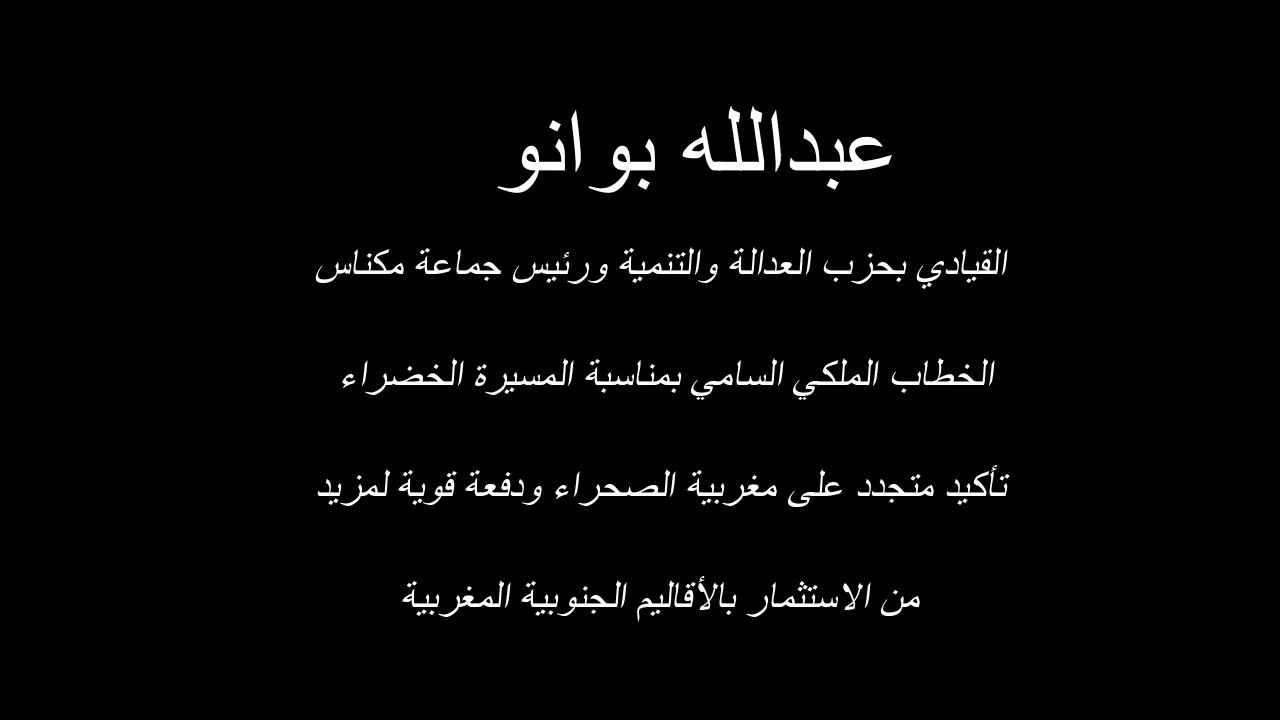 عبدالله بوانو
القيادي بحزب العدالة والتنمية ورئيس جماعة مكناس
الخطاب الملكي السامي بمناسبة المسيرة الخضراء
تأكيد متجدد على مغربية الصحراء ودفعة قوية لمزيد
من الاستثمار بالأقاليم الجنوبية المغربية